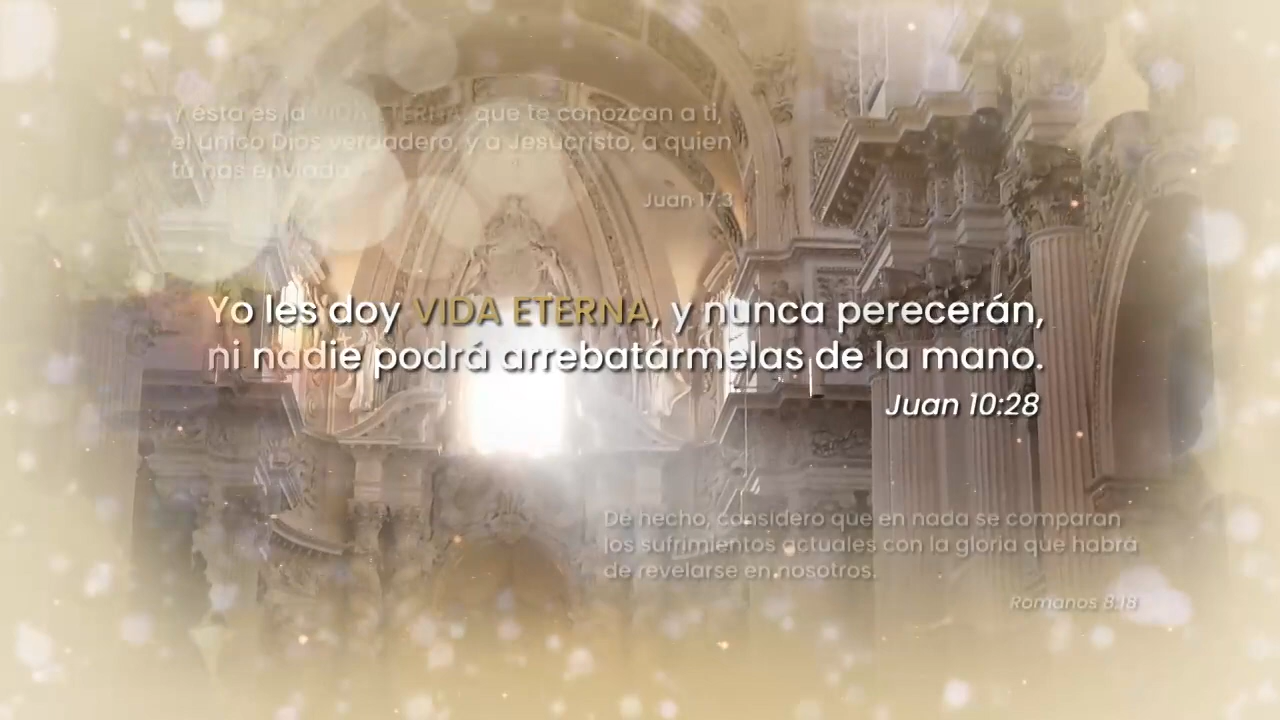 Y ésta es la VIDA ETERNA: que te conozcan a ti,
el único Dios verdadero, y a Jesucristo, a quien
tú has enviado.
Juan 17:3
Yo les doy VIDA ETERNA, y nunca perecerán,
ni nadie podrá arrebatármelas de la mano.
Juan 10:28
De hecho, considero que en nada se comparan
los sufrimientos actuales con la gloria que habrá
de revelarse en nosotros.
Romanos 8:18